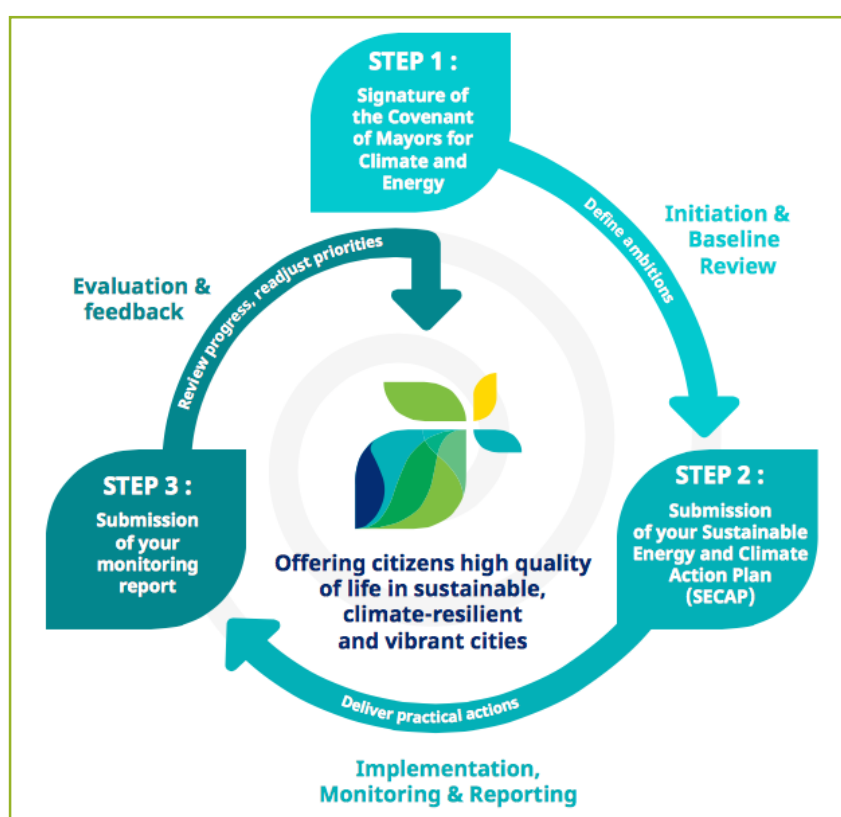 STEP 1 :
Signature of
the Covenant
of Mayors for
Climate and
Energy
Define ambitions
Initiation &
Baseline
Review
STEP 2 :
Submission
of your Sustainable
Energy and Climate
Action Plan
(SECAP)
Deliver practical actions
Implementation,
Monitoring & Reporting
STEP 3 :
Submission
of your
monitoring
report
Review progress, readjust priorities
Evaluation &
feedback
Offering citizens high quality
of life in sustainable,
climate-resilient
and vibrant cities